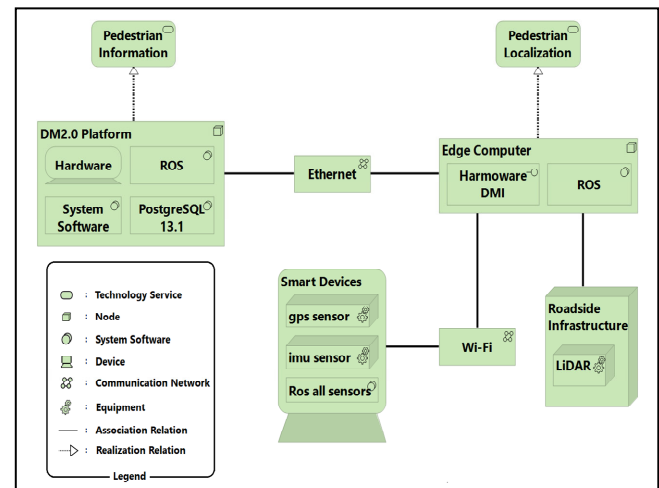 Pedestrian
Information
Pedestrian
Localization
DM2.0 Platform
Hardware
ROS
System
Software
PostgreSQL
13.1
Ethernet
Edge Computer
Harmoware
DMI
ROS
Smart Devices
gps sensor
imu sensor
Ros all sensors
Wi-Fi
Roadside
Infrastructure
LiDAR
: Technology Service
: Node
: System Software
: Device
: Communication Network
: Equipment
: Association Relation
: Realization Relation
Legend